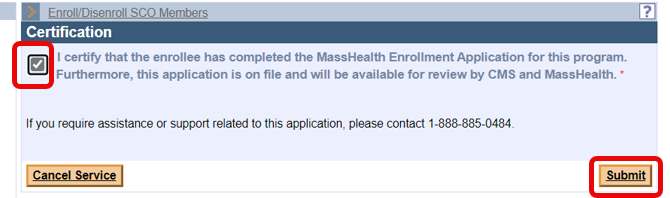 Enroll/Disenroll SCO Members
?
Certification
I certify that the enrollee has completed the MassHealth Enrollment Application for this program.
Furthermore, this application is on file and will be available for review by CMS and MassHealth. *
If you require assistance or support related to this application, please contact 1-888-885-0484.
Cancel Service
Submit